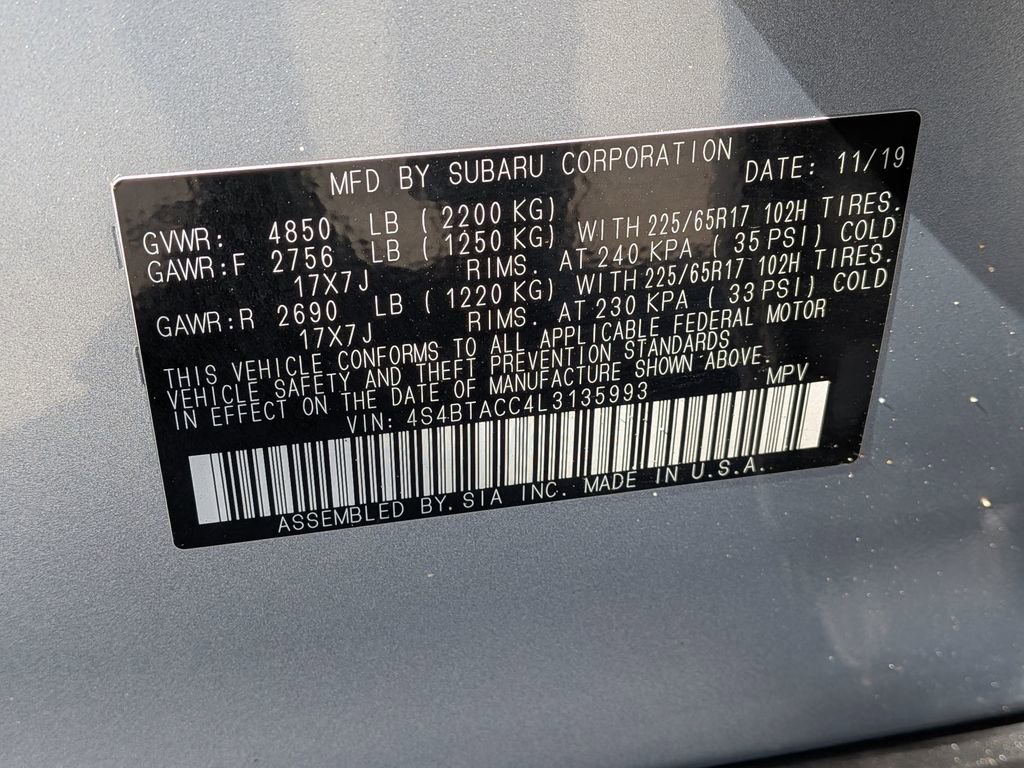 MFD BY SUBARU CORPORATION DATE: 11/19
GVWR: 4850 LB (2200 KG)
GAWR:F 2756 LB (1250 KG) WITH 225/65R17 102H TIRES.
17X7J RIMS. AT 240 KPA (35 PSI) COLD
GAWR:R 2690 LB (1220 KG) WITH 225/65R17 102H TIRES.
17X7J RIMS. AT 230 KPA (33 PSI) COLD
THIS VEHICLE CONFORMS TO ALL APPLICABLE FEDERAL MOTOR
VEHICLE SAFETY AND THEFT PREVENTION STANDARDS
IN EFFECT ON THE DATE OF MANUFACTURE SHOWN ABOVE.
VIN: 4S4BTACC4L3135993 MPV
ASSEMBLED BY. SIA INC. MADE IN U.S.A.